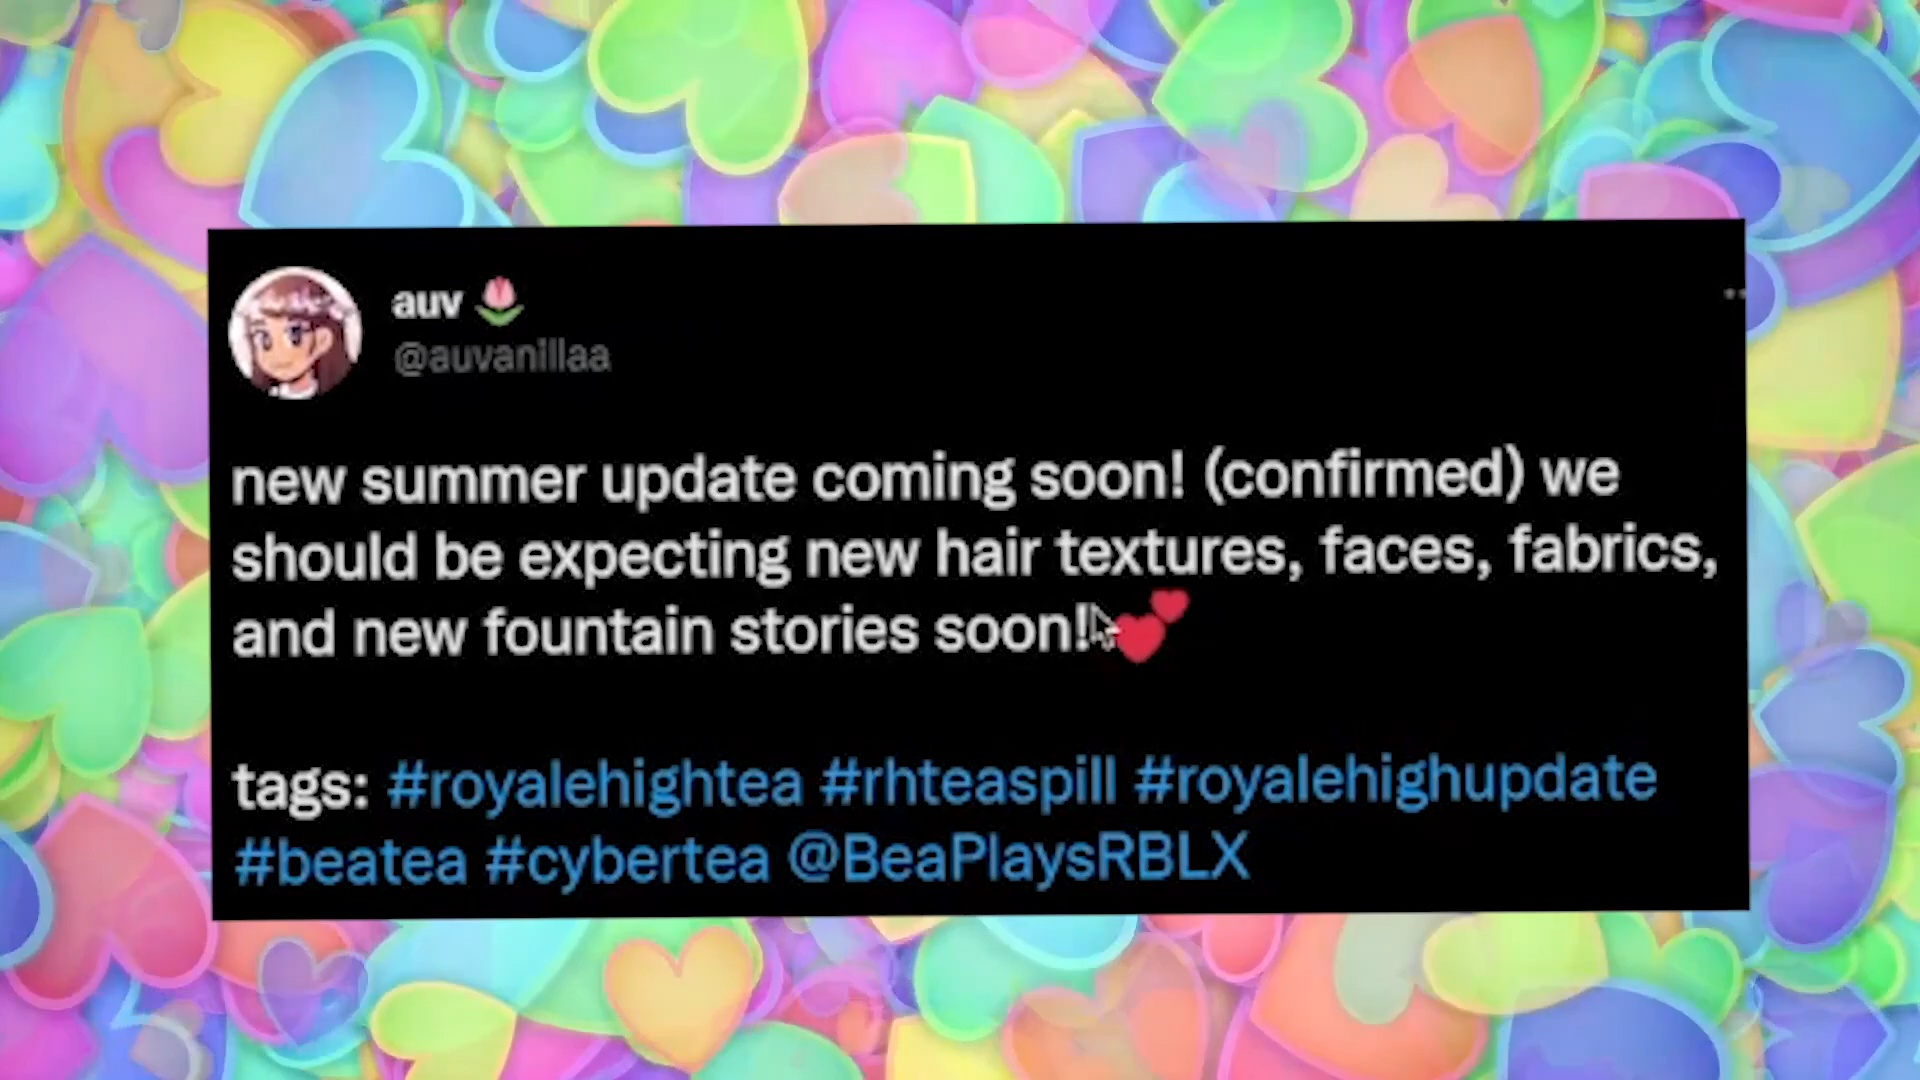 auv🌷
@auvanillaa
new summer update coming soon! (confirmed) we
should be expecting new hair textures, faces, fabrics,
and new fountain stories soon!💕
tags: #royalehightea #rhteaspill #royalehighupdate
#beatea #cybertea @BeaPlaysRBLX